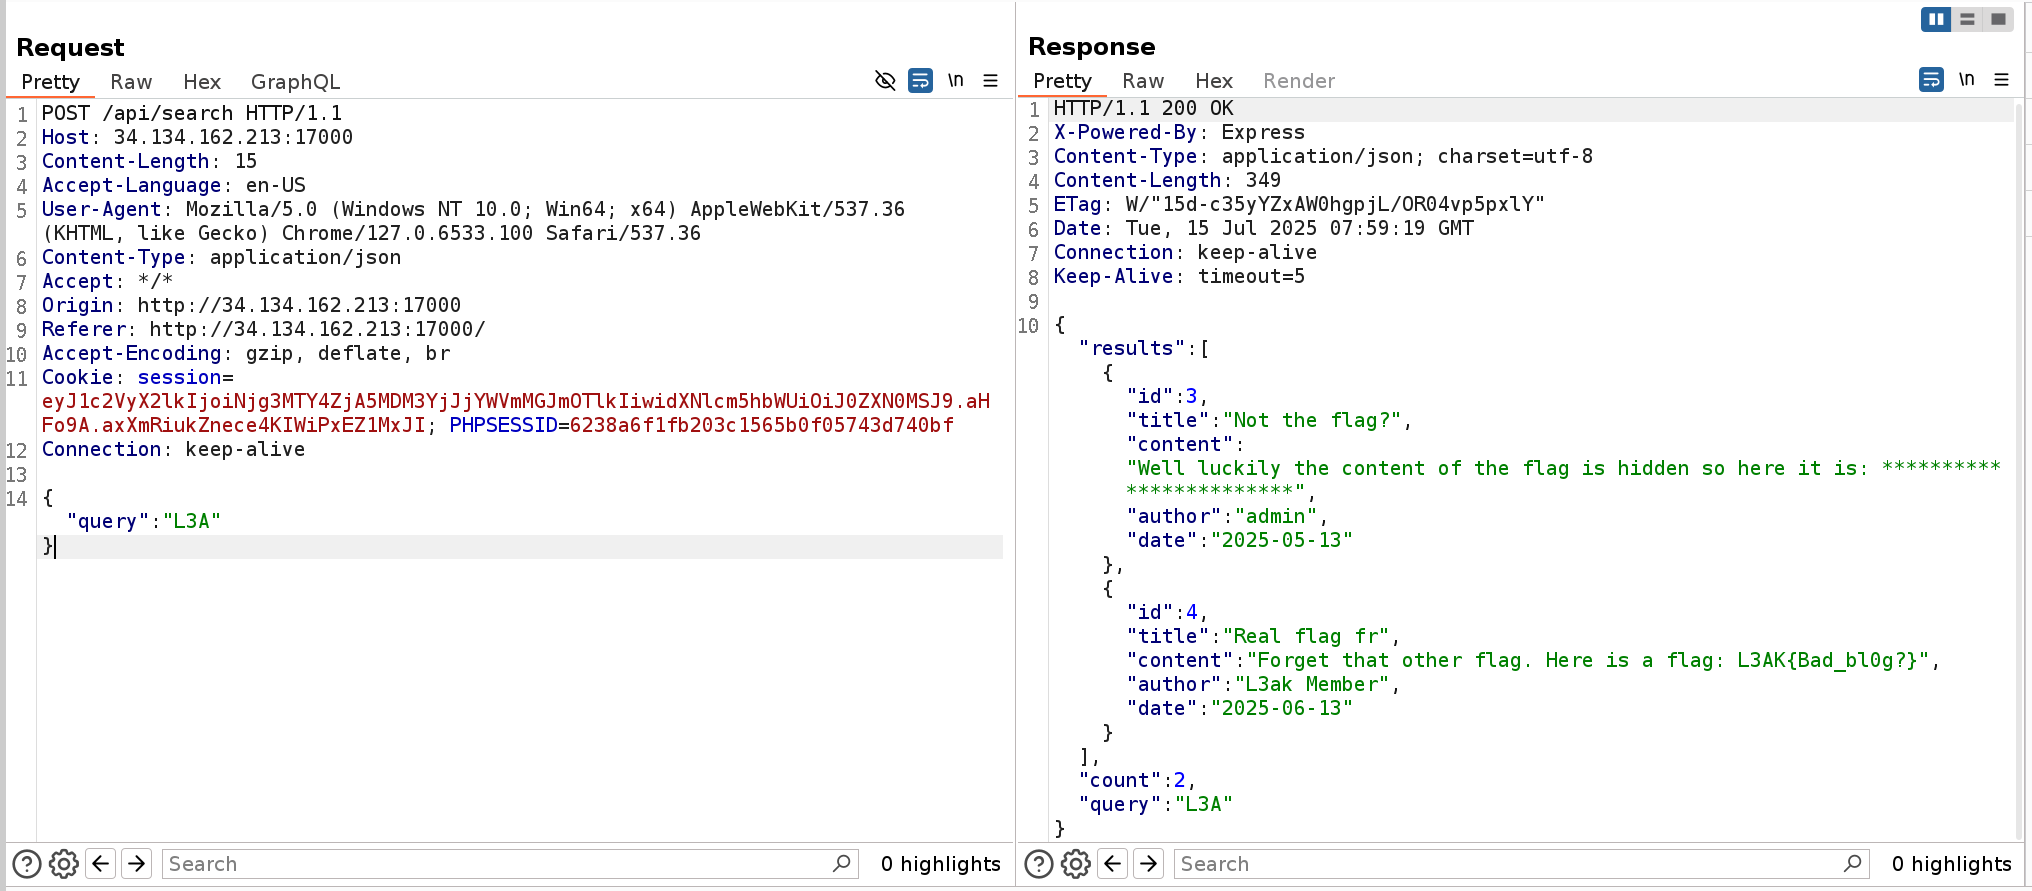 Request
Pretty Raw Hex GraphQL \n
1 POST /api/search HTTP/1.1
2 Host: 34.134.162.213:17000
3 Content-Length: 15
4 Accept-Language: en-US
5 User-Agent: Mozilla/5.0 (Windows NT 10.0; Win64; x64) AppleWebKit/537.36
(KHTML, like Gecko) Chrome/127.0.6533.100 Safari/537.36
6 Content-Type: application/json
7 Accept: */*
8 Origin: http://34.134.162.213:17000
9 Referer: http://34.134.162.213:17000/
10 Accept-Encoding: gzip, deflate, br
11 Cookie: session=
eyJ1c2VyX2lkIjoiNjg3MTY4ZjA5MDM3YjJjYWVmMGJmOTlkIiwidXNlcm5hbWUiOiJ0ZXN0MSJ9.aH
Fo9A.axXmRiukZnece4KIWiPxEZ1MxJI; PHPSESSID=6238a6f1fb203c1565b0f05743d740bf
12 Connection: keep-alive
13
14 {
"query":"L3A"
}
Search 0 highlights
Response
Pretty Raw Hex Render \n
1 HTTP/1.1 200 OK
2 X-Powered-By: Express
3 Content-Type: application/json; charset=utf-8
4 Content-Length: 349
5 ETag: W/"15d-c35yYZxAW0hgpjL/OR04vp5pxlY"
6 Date: Tue, 15 Jul 2025 07:59:19 GMT
7 Connection: keep-alive
8 Keep-Alive: timeout=5
9
10 {
"results":[
{
"id":3,
"title":"Not the flag?",
"content":
"Well luckily the content of the flag is hidden so here it is: **********
**************",
"author":"admin",
"date":"2025-05-13"
},
{
"id":4,
"title":"Real flag fr",
"content":"Forget that other flag. Here is a flag: L3AK{Bad_bl0g?}",
"author":"L3ak Member",
"date":"2025-06-13"
}
],
"count":2,
"query":"L3A"
}
Search 0 highlights